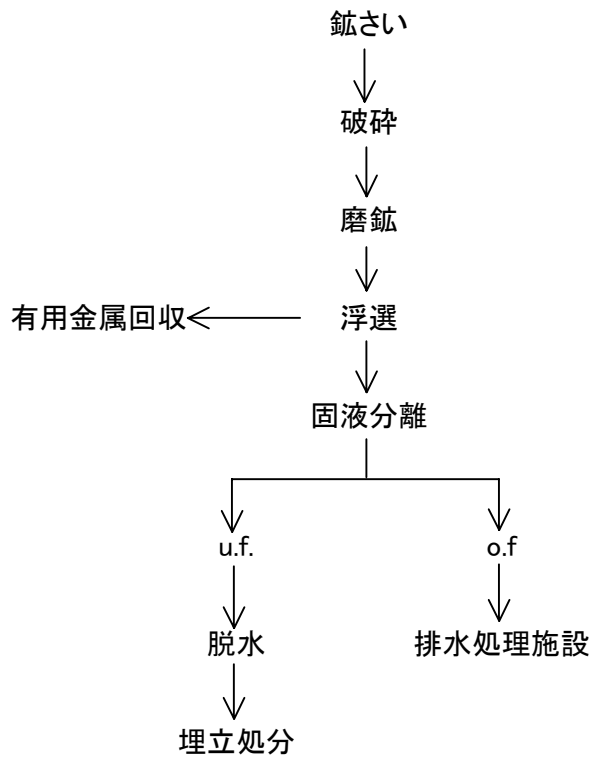 鉱さい
破砕
磨鉱
有用金属回収
浮選
固液分離
u.f.
o.f
脱水
排水処理施設
埋立処分